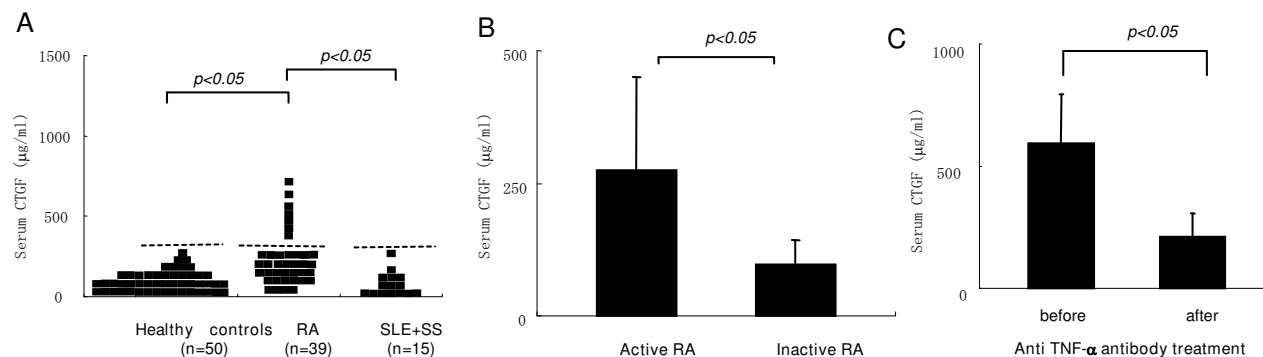 A
Serum CTGF (µg/ml)
1500
1000
500
0
p<0.05
p<0.05
Healthy controls
(n=50)
RA
(n=39)
SLE+SS
(n=15)
B
Serum CTGF (µg/ml)
500
250
0
p<0.05
Active RA
Inactive RA
C
Serum CTGF (µg/ml)
1000
500
0
p<0.05
before
after
Anti TNF-α antibody treatment